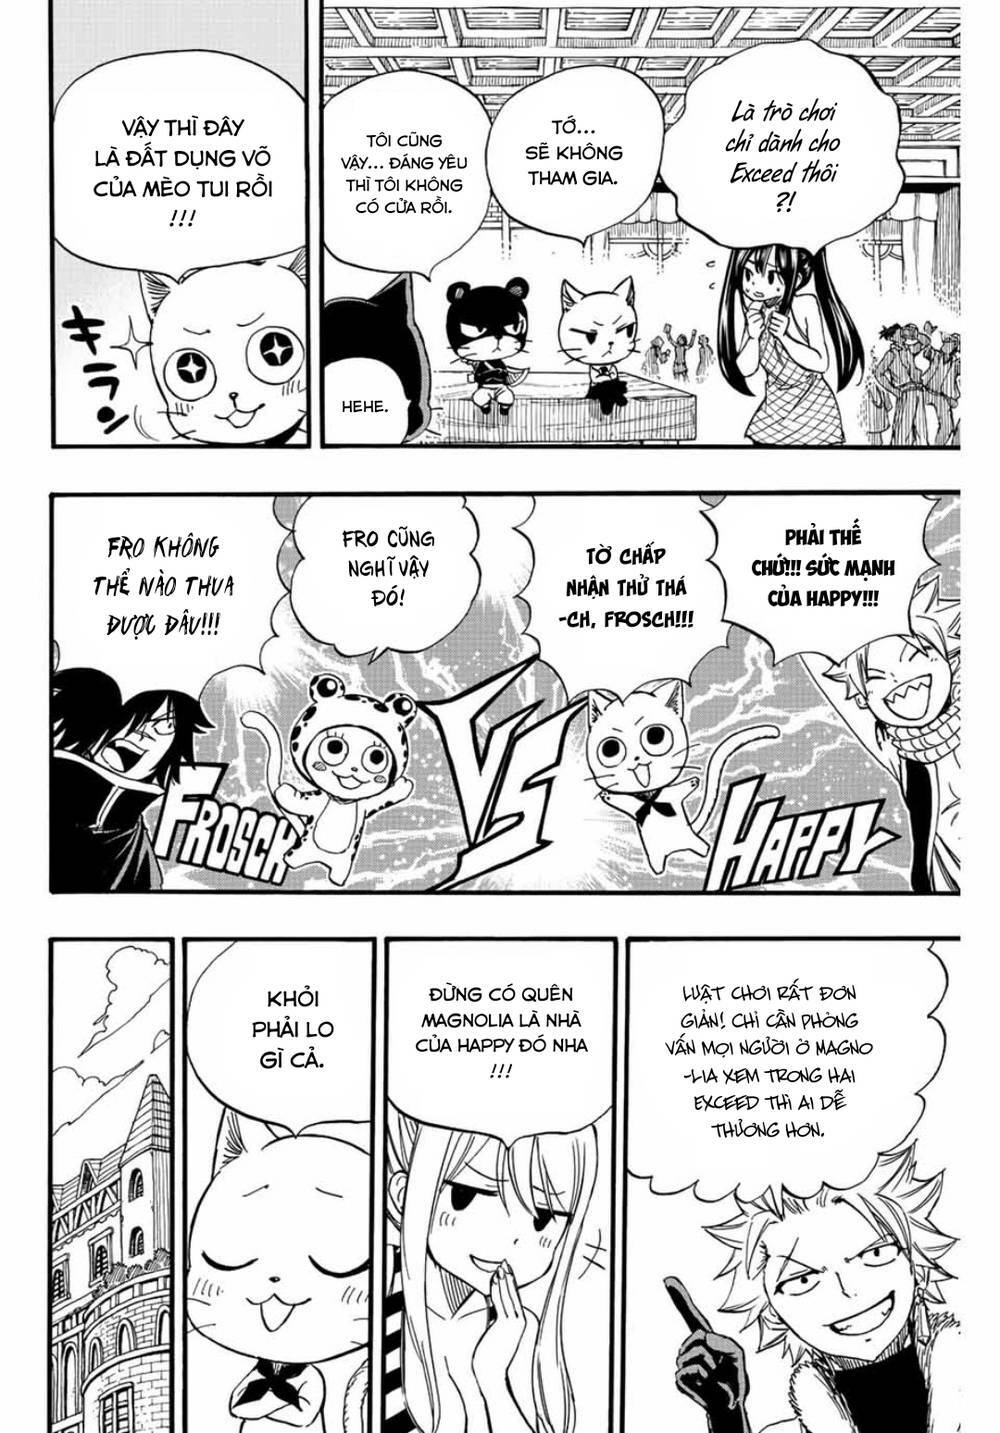 Là trò chơi
chỉ dành cho
Exceed thôi
?!
TỚ...
SẼ KHÔNG
THAM GIA.
TÔI CŨNG
VẬY... ĐÁNG YÊU
THÌ TÔI KHÔNG
CÓ CỬA RỒI.
HEHE.
VẬY THÌ ĐÂY
LÀ ĐẤT DỤNG VÕ
CỦA MÈO TUI RỒI
!!!
キラン
PHẢI THẾ
CHỨ!!! SỨC MẠNH
CỦA HAPPY!!!
TỜ CHẤP
NHẬN THỬ THÁ
-CH, FROSCH!!!
FRO CŨNG
NGHĨ VẬY
ĐÓ!
FRO KHÔNG
THỂ NÀO THUA
ĐƯỢC ĐÂU!!!
HAPPY
VS
FROSCH
LUẬT CHƠI RẤT ĐƠN
GIẢN! CHỈ CẦN PHỎNG
VẤN MỌI NGƯỜI Ở MAGNO
-LIA XEM TRONG HAI
EXCEED THÌ AI DỄ
THƯƠNG HƠN.
ĐỪNG CÓ QUÊN
MAGNOLIA LÀ NHÀ
CỦA HAPPY ĐÓ NHA
!!!
KHỎI
PHẢI LO
GÌ CẢ.